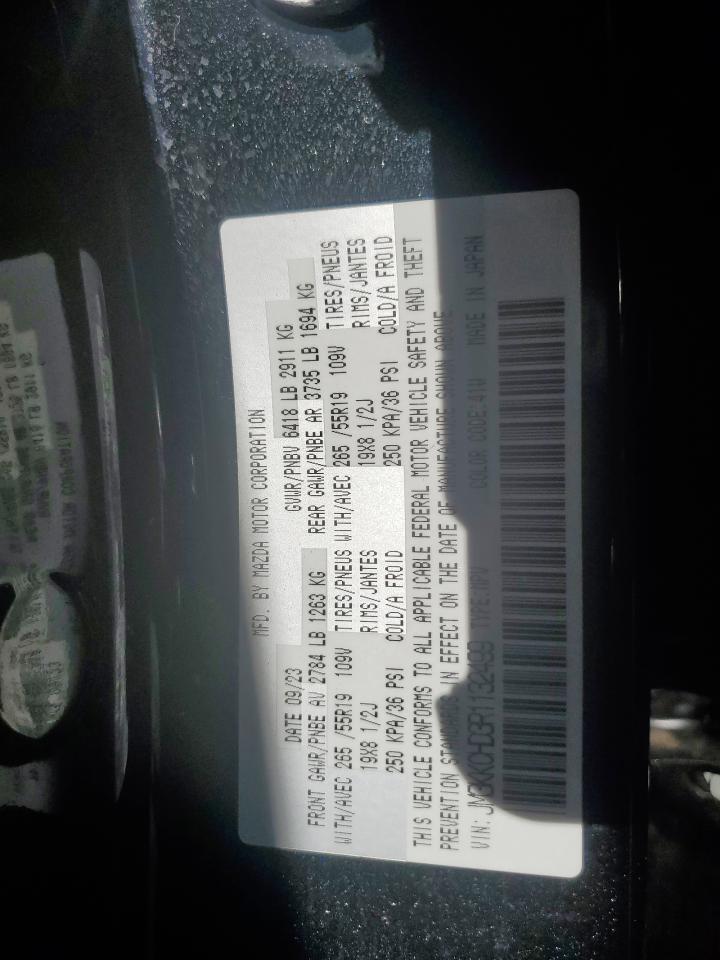 MFD. BY MAZDA MOTOR CORPORATION
DATE 09/23 GVWR/PNBV 6418 LB 2911 KG
FRONT GAWR/PNBE AV 2784 LB 1263 KG REAR GAWR/PNBE AR 3735 LB 1694 KG
WITH/AVEC 265 /55R19 109V TIRES/PNEUS WITH/AVEC 265 /55R19 109V TIRES/PNEUS
19X8 1/2J RIMS/JANTES 19X8 1/2J RIMS/JANTES
250 KPA/36 PSI COLD/A FROID 250 KPA/36 PSI COLD/A FROID
THIS VEHICLE CONFORMS TO ALL APPLICABLE FEDERAL MOTOR VEHICLE SAFETY AND THEFT
PREVENTION STANDARDS IN EFFECT ON THE DATE OF MANUFACTURE SHOWN ABOVE
VIN: JM3KKCHD3R1132499 TYPE:MPV COLOR CODE:41W MADE IN JAPAN